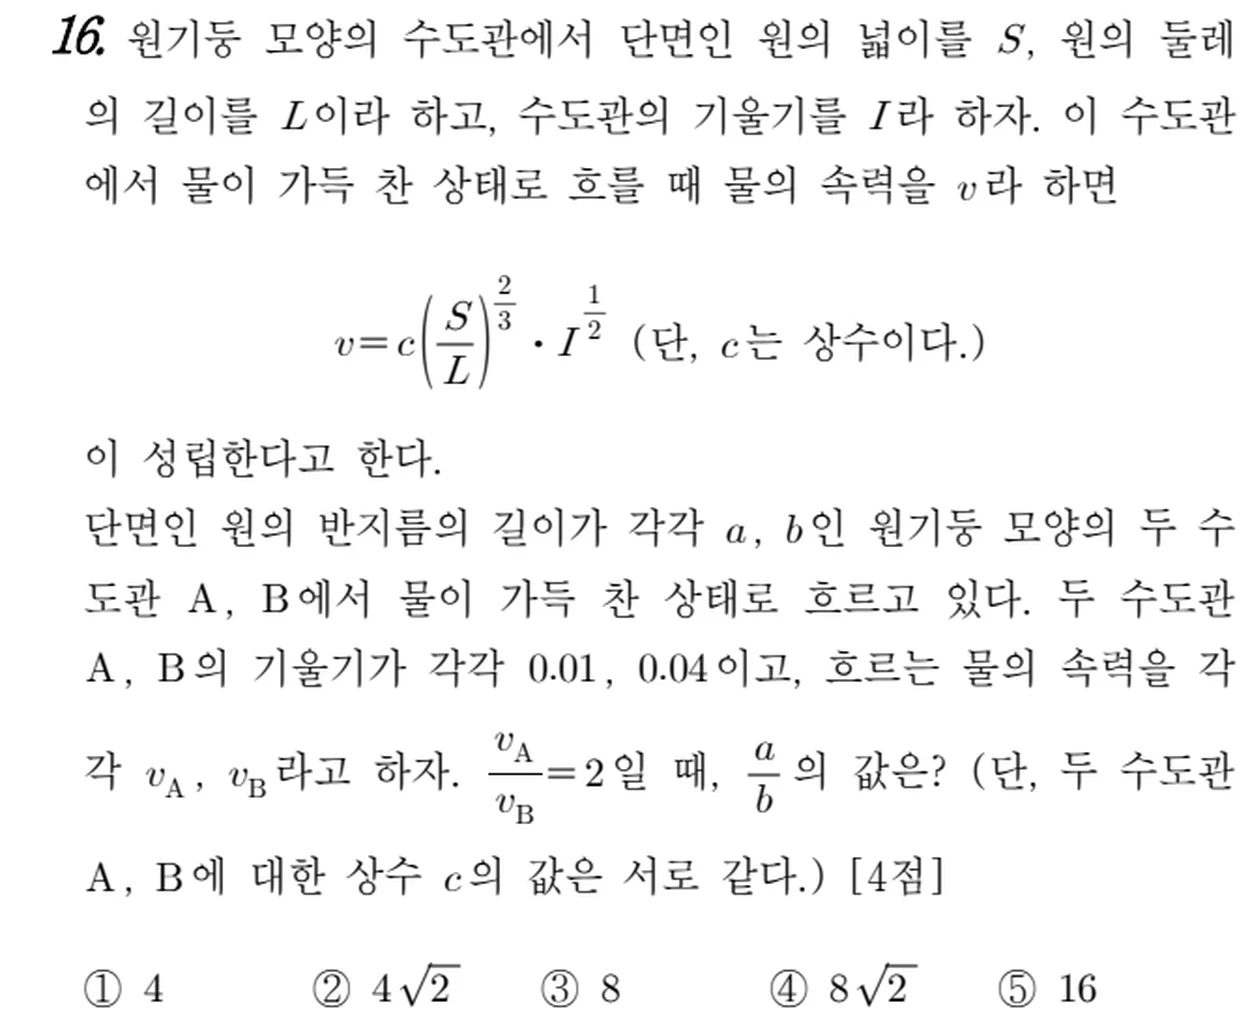 16. 원기둥 모양의 수도관에서 단면인 원의 넓이를 S, 원의 둘레
의 길이를 L이라 하고, 수도관의 기울기를 I라 하자. 이 수도관
에서 물이 가득 찬 상태로 흐를 때 물의 속력을 v라 하면
v=c(S/L)^(2/3)·I^(1/2) (단, c는 상수이다.)
이 성립한다고 한다.
단면인 원의 반지름의 길이가 각각 a, b인 원기둥 모양의 두 수
도관 A, B에서 물이 가득 찬 상태로 흐르고 있다. 두 수도관
A, B의 기울기가 각각 0.01, 0.04이고, 흐르는 물의 속력을 각
각 v_A, v_B라고 하자. v_A/v_B=2일 때, a/b의 값은? (단, 두 수도관
A, B에 대한 상수 c의 값은 서로 같다.) [4점]
① 4 ② 4√2 ③ 8 ④ 8√2 ⑤ 16